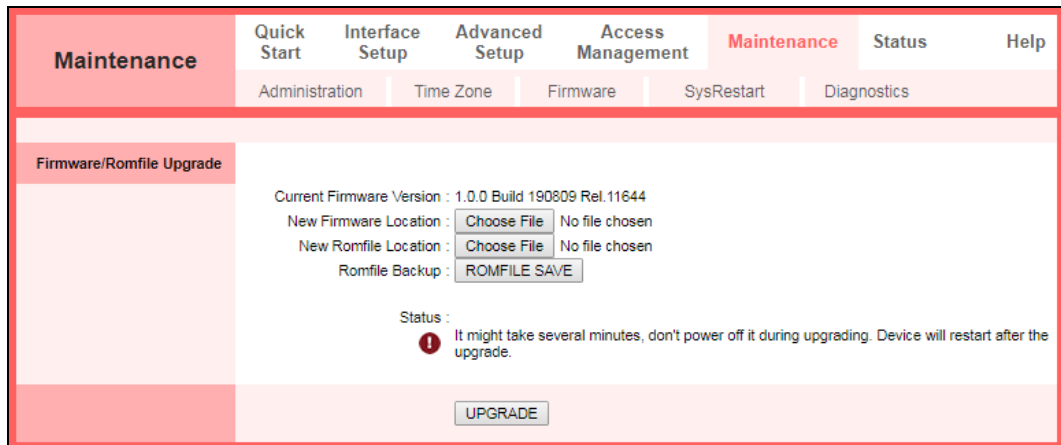 Maintenance
Quick Start
Interface Setup
Advanced Setup
Access Management
Maintenance
Status
Help
Administration
Time Zone
Firmware
SysRestart
Diagnostics
Firmware/Romfile Upgrade
Current Firmware Version : 1.0.0 Build 190809 Rel.11644
New Firmware Location : Choose File No file chosen
New Romfile Location : Choose File No file chosen
Romfile Backup : ROMFILE SAVE
Status :
It might take several minutes, don't power off it during upgrading. Device will restart after the
upgrade.
UPGRADE